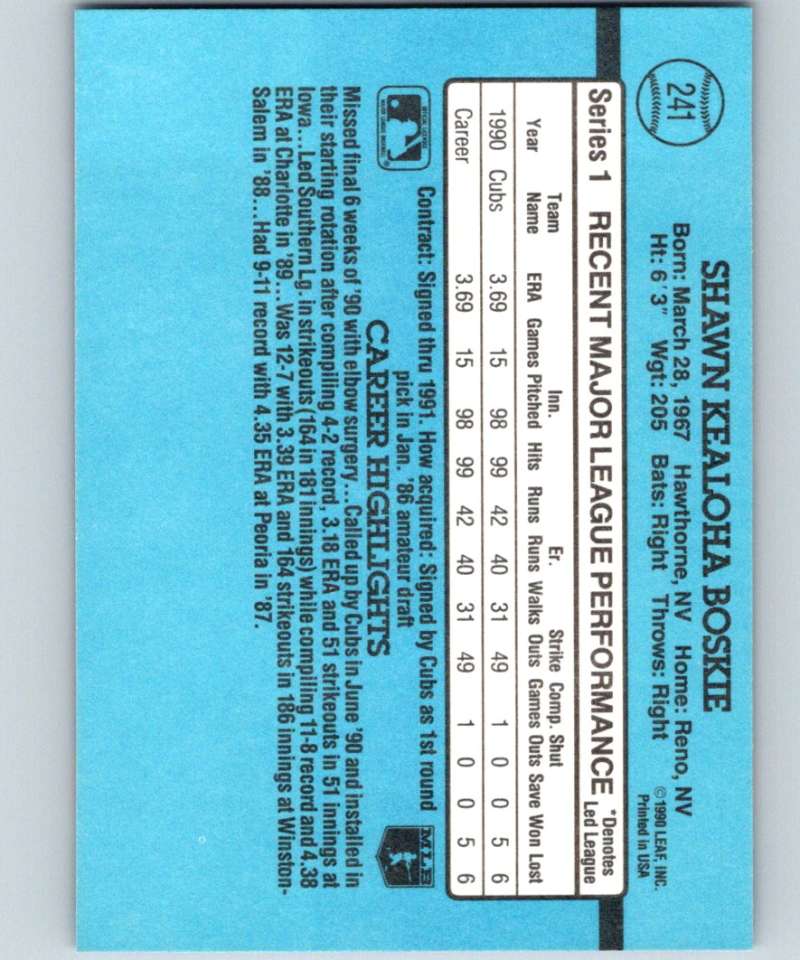 241
SHAWN KEALOHA BOSKIE
Born: March 28, 1967 Hawthorne, NV Home: Reno, NV
Ht: 6'3" Wgt: 205 Bats: Right Throws: Right
©1990 LEAF, INC.
Printed in USA
Series 1 RECENT MAJOR LEAGUE PERFORMANCE *Denotes Led League
Team Inn. Er. Strike Comp. Shut
Year Name ERA Games Pitched Hits Runs Runs Walks Outs Games Outs Save Won Lost
1990 Cubs 3.69 15 98 99 42 40 31 49 1 0 0 5 6
Career 3.69 15 98 99 42 40 31 49 1 0 0 5 6
Contract: Signed thru 1991. How acquired: Signed by Cubs as 1st round
pick in Jan. '86 amateur draft
MLB
CAREER HIGHLIGHTS
Missed final 6 weeks of '90 with elbow surgery...Called up by Cubs in June '90 and installed in
their starting rotation after compiling 4-2 record, 3.18 ERA and 51 strikeouts in 51 innings at
Iowa...Led Southern Lg. in strikeouts (164 in 181 innings) while compiling 11-8 record and 4.38
ERA at Charlotte in '89...Was 12-7 with 3.39 ERA and 164 strikeouts in 186 innings at Winston-
Salem in '88...Had 9-11 record with 4.35 ERA at Peoria in '87.